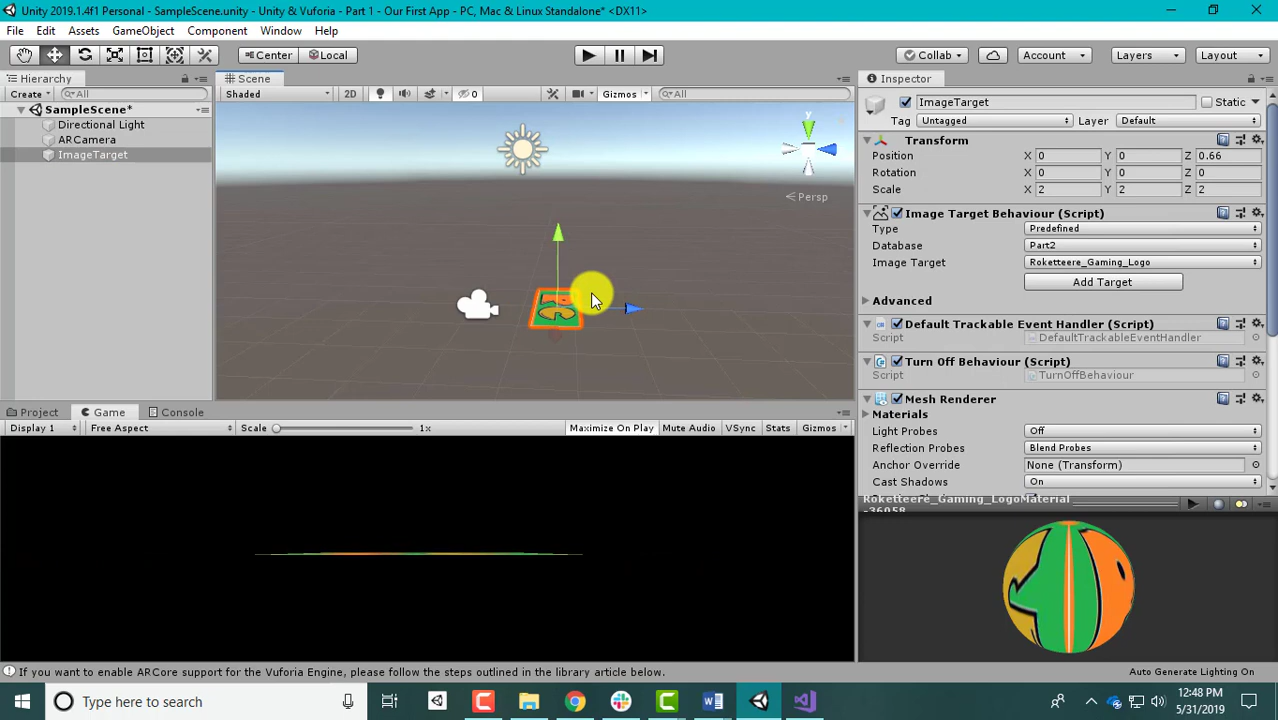 Unity 2019.1.4f1 Personal - SampleScene.unity - Unity & Vuforia - Part 1 - Our First App - PC, Mac & Linux Standalone* <DX11>
File Edit Assets GameObject Component Window Help
Center Local Collab Account Layers Layout
Hierarchy Scene Inspector
Create All Shaded 2D 0 Gizmos All
SampleScene*
Directional Light
ARCamera
ImageTarget
y
Persp
ImageTarget Static
Tag Untagged Layer Default
Transform
Position X 0 Y 0 Z 0.66
Rotation X 0 Y 0 Z 0
Scale X 2 Y 2 Z 2
Image Target Behaviour (Script)
Type Predefined
Database Part2
Image Target Roketteere_Gaming_Logo
Add Target
Advanced
Default Trackable Event Handler (Script)
Script DefaultTrackableEventHandler
Turn Off Behaviour (Script)
Script TurnOffBehaviour
Mesh Renderer
Materials
Light Probes Off
Reflection Probes Blend Probes
Anchor Override None (Transform)
Cast Shadows On
Project Game Console
Display 1 Free Aspect Scale 1x Maximize On Play Mute Audio VSync Stats Gizmos
Roketteere_Gaming_LogoMaterial
-36058
If you want to enable ARCore support for the Vuforia Engine, please follow the steps outlined in the library article below.
Auto Generate Lighting On
Type here to search
12:48 PM
5/31/2019